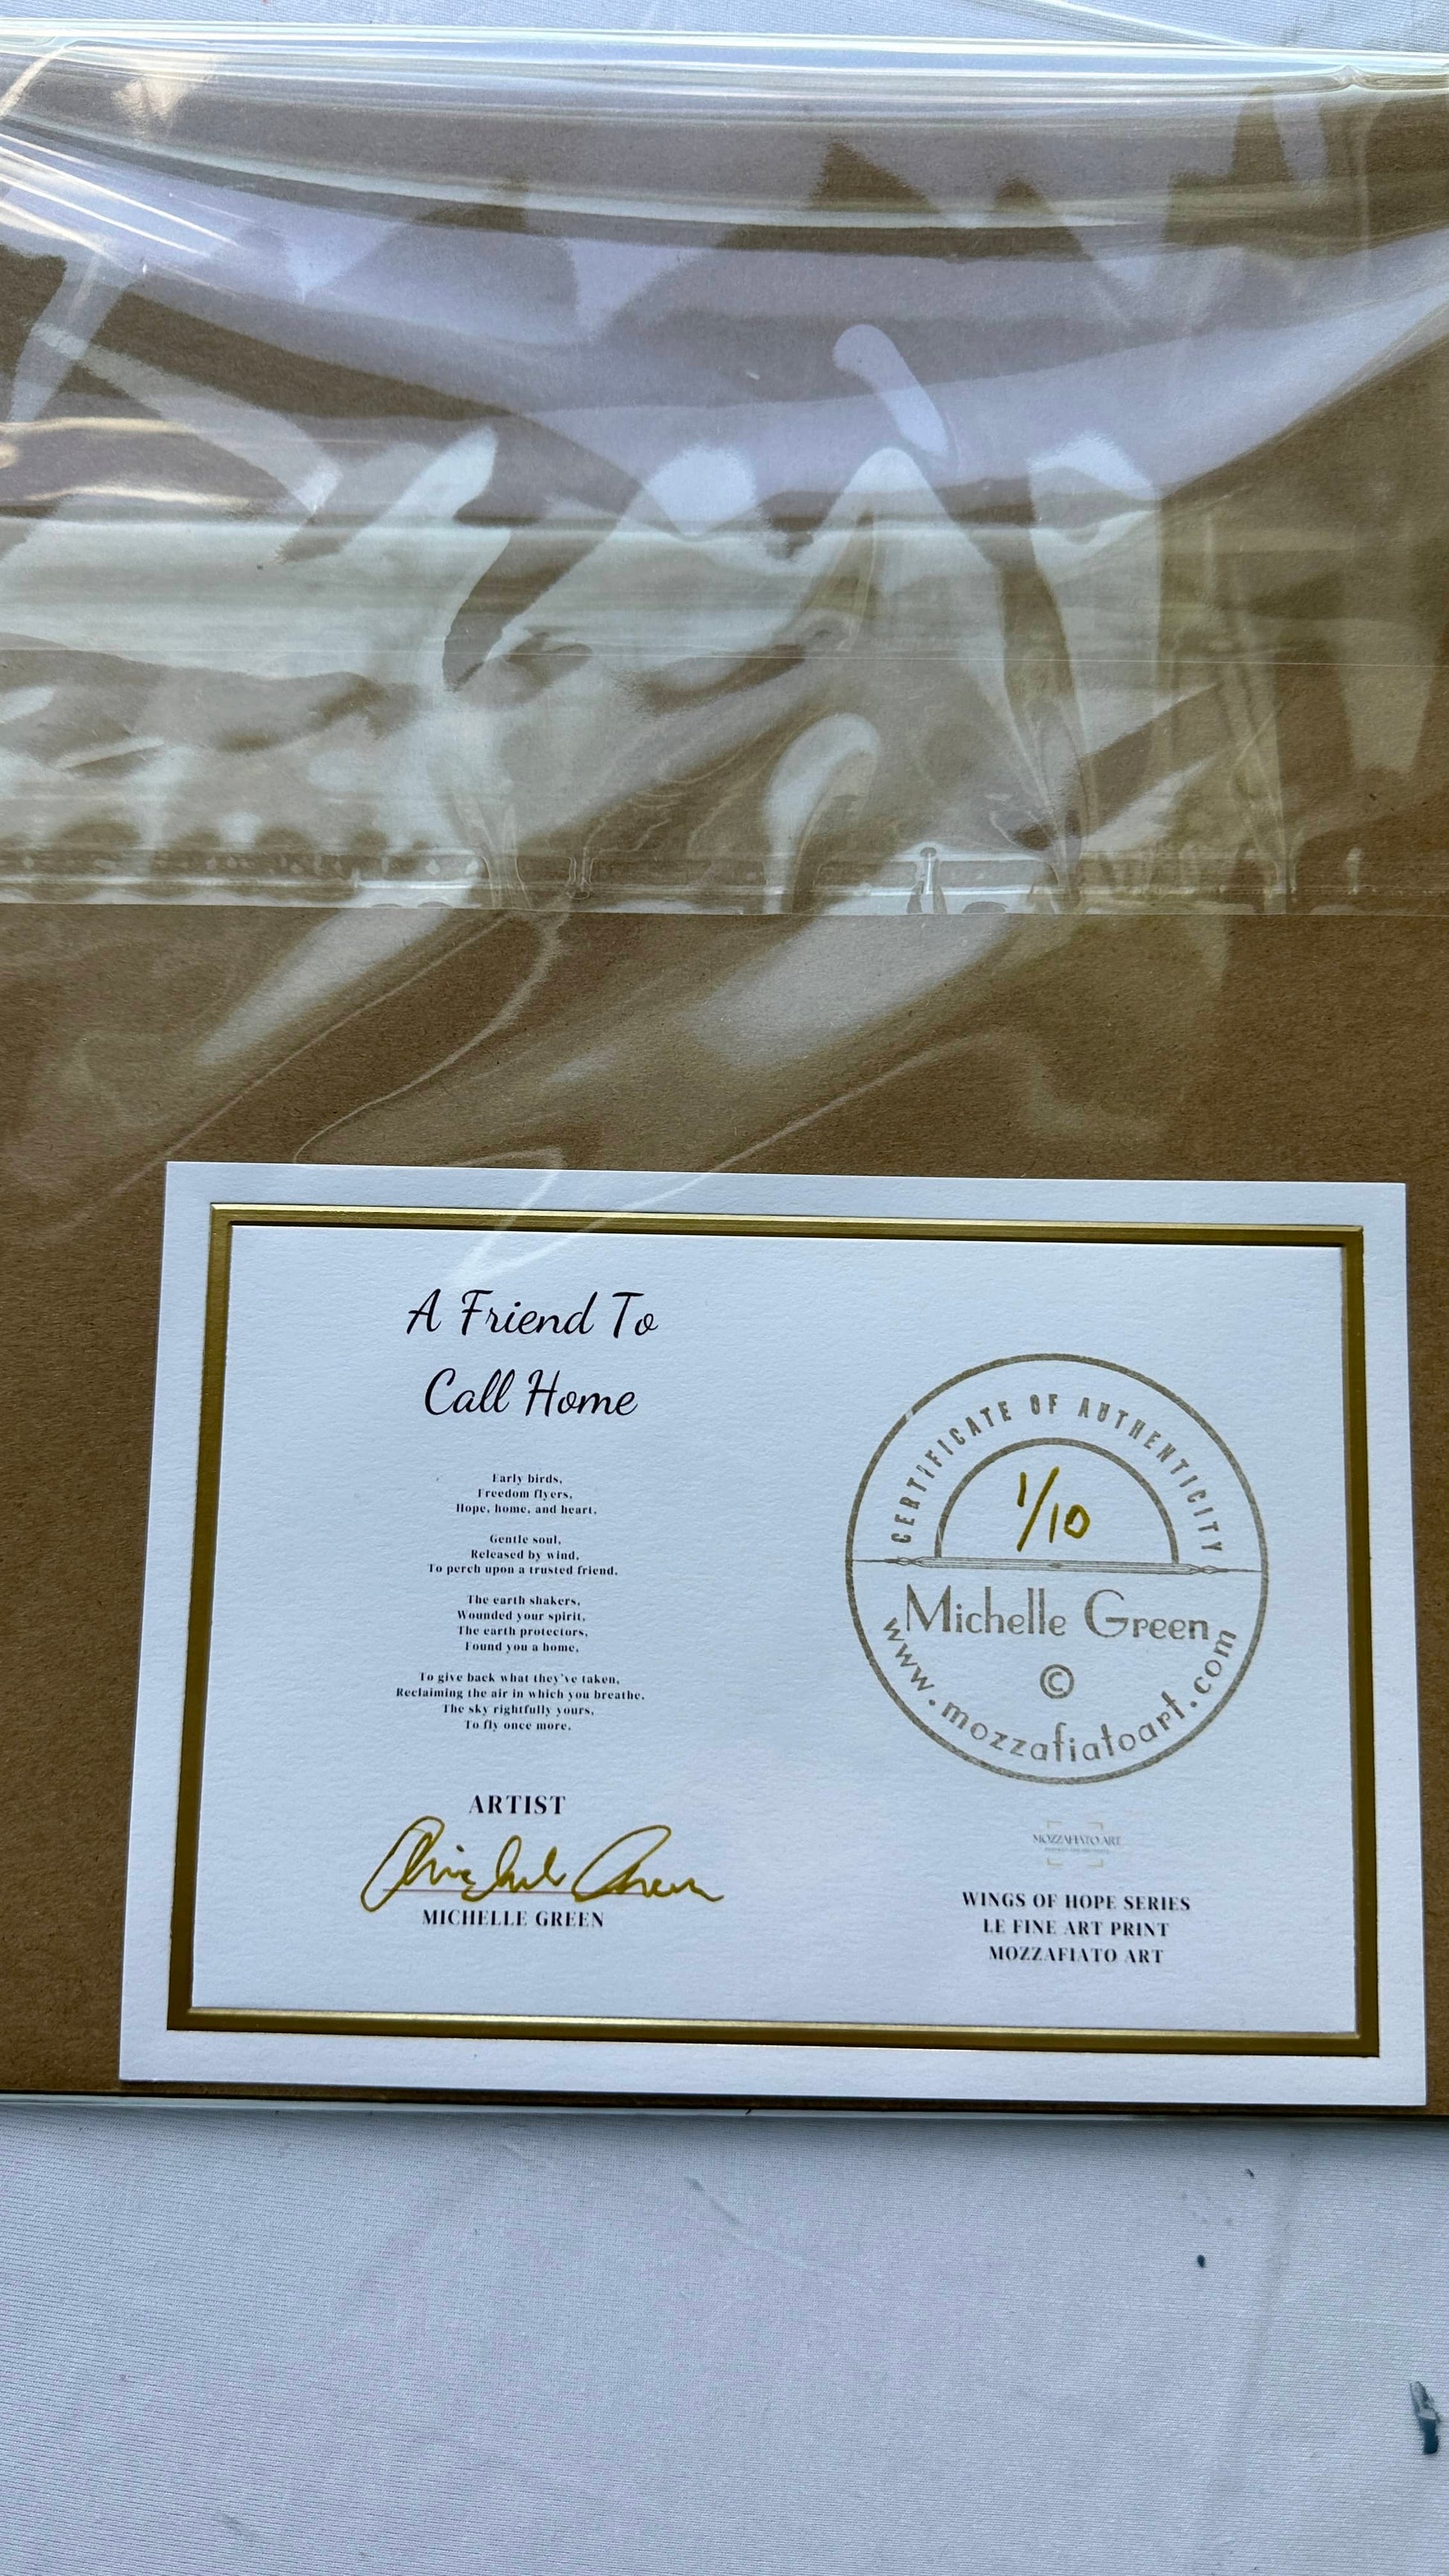 A Friend To
Call Home
Early birds,
Freedom flyers,
Hope, home, and heart,
Gentle soul,
Released by wind,
To perch upon a trusted friend.
The earth shakers,
Wounded your spirit,
The earth protectors,
Found you a home,
To give back what they've taken,
Reclaiming the air in which you breathe.
The sky rightfully yours,
To fly once more.
ARTIST
Michelle Green
MICHELLE GREEN
CERTIFICATE OF AUTHENTICITY
1/10
Michelle Green
©
www.mozzafiatoart.com
MOZZAFIATO ART
WINGS OF HOPE SERIES
LE FINE ART PRINT
MOZZAFIATO ART